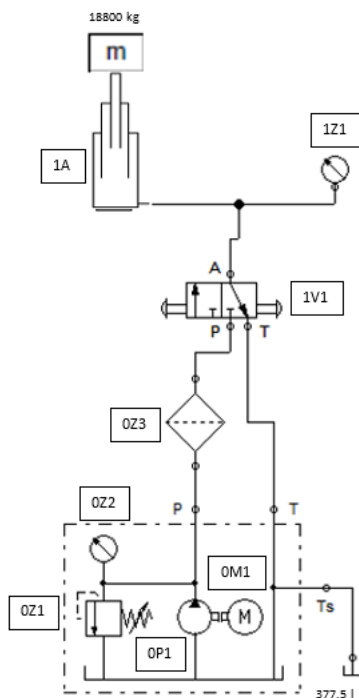 18800 kg
m
1Z1
1A
A
1V1
P T
0Z3
0Z2
P T
0M1
0Z1
M
Ts
0P1
377.5 l